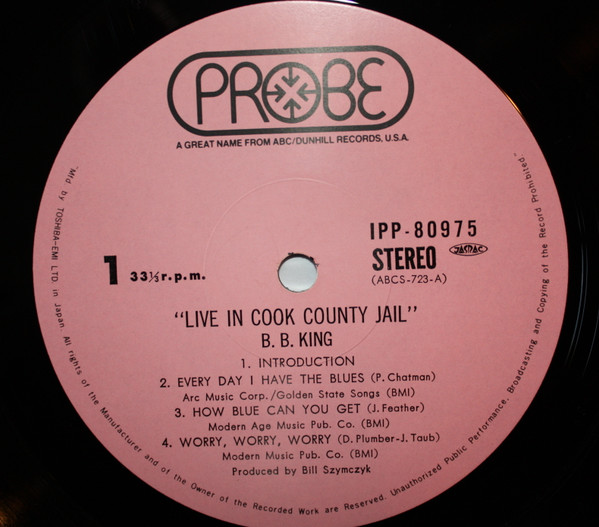 PROBE
A GREAT NAME FROM ABC/DUNHILL RECORDS, U.S.A.
IPP-80975
STEREO JASRAC
(ABCS-723-A)
1 33⅓ r.p.m.
"LIVE IN COOK COUNTY JAIL"
B. B. KING
1. INTRODUCTION
2. EVERY DAY I HAVE THE BLUES (P. Chatman)
Arc Music Corp./Golden State Songs (BMI)
3. HOW BLUE CAN YOU GET (J. Feather)
Modern Age Music Pub. Co. (BMI)
4. WORRY, WORRY, WORRY (D. Plumber-J. Taub)
Modern Music Pub. Co. (BMI)
Produced by Bill Szymczyk
"Mfd by TOSHIBA-EMI LTD. in Japan. All rights of the Manufacturer and of the Owner of the Recorded Work are Reserved. Unauthorized Public Performance, Broadcasting and Copying of the Record Prohibited."